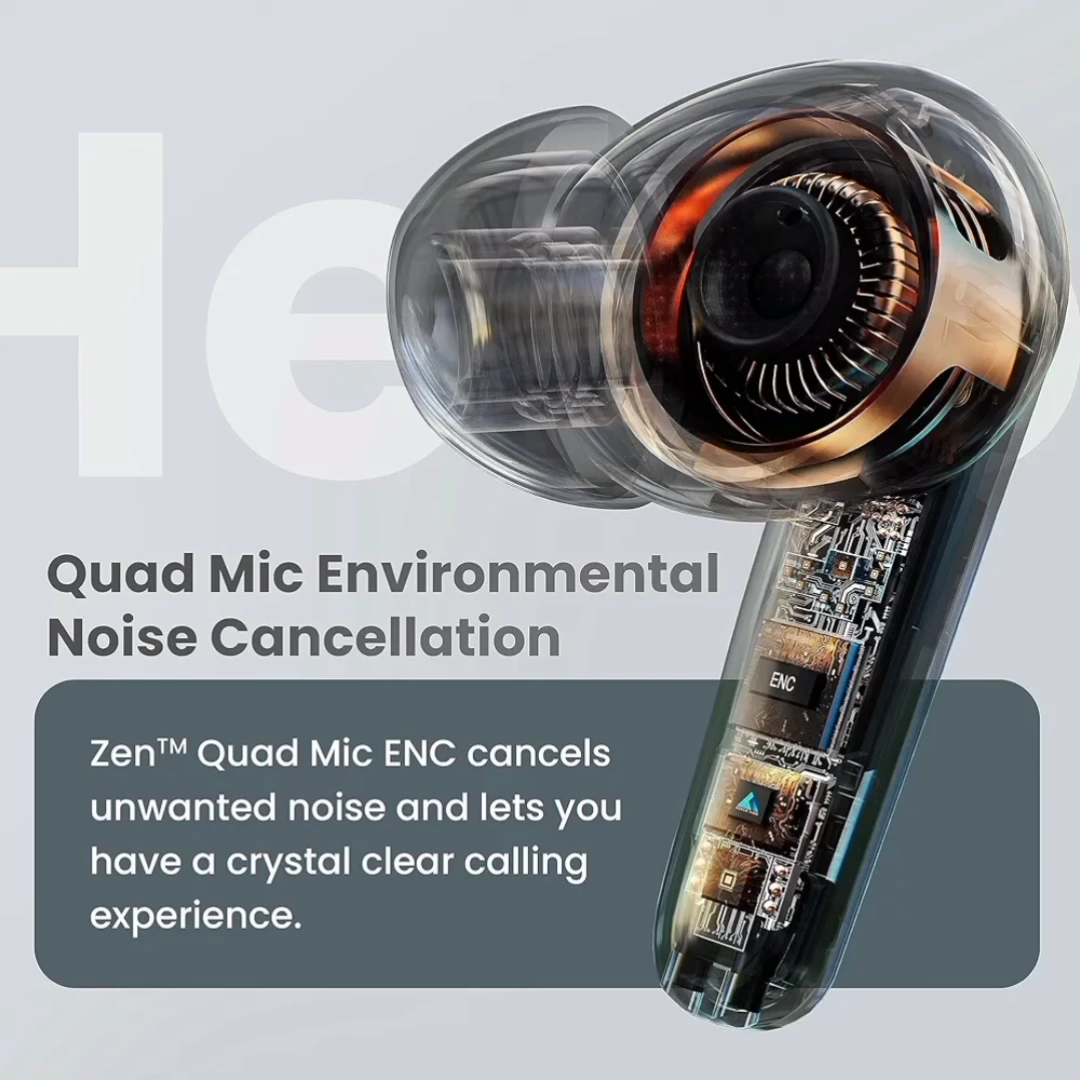 Quad Mic Environmental
Noise Cancellation
ENC
Zen™ Quad Mic ENC cancels
unwanted noise and lets you
have a crystal clear calling
experience.